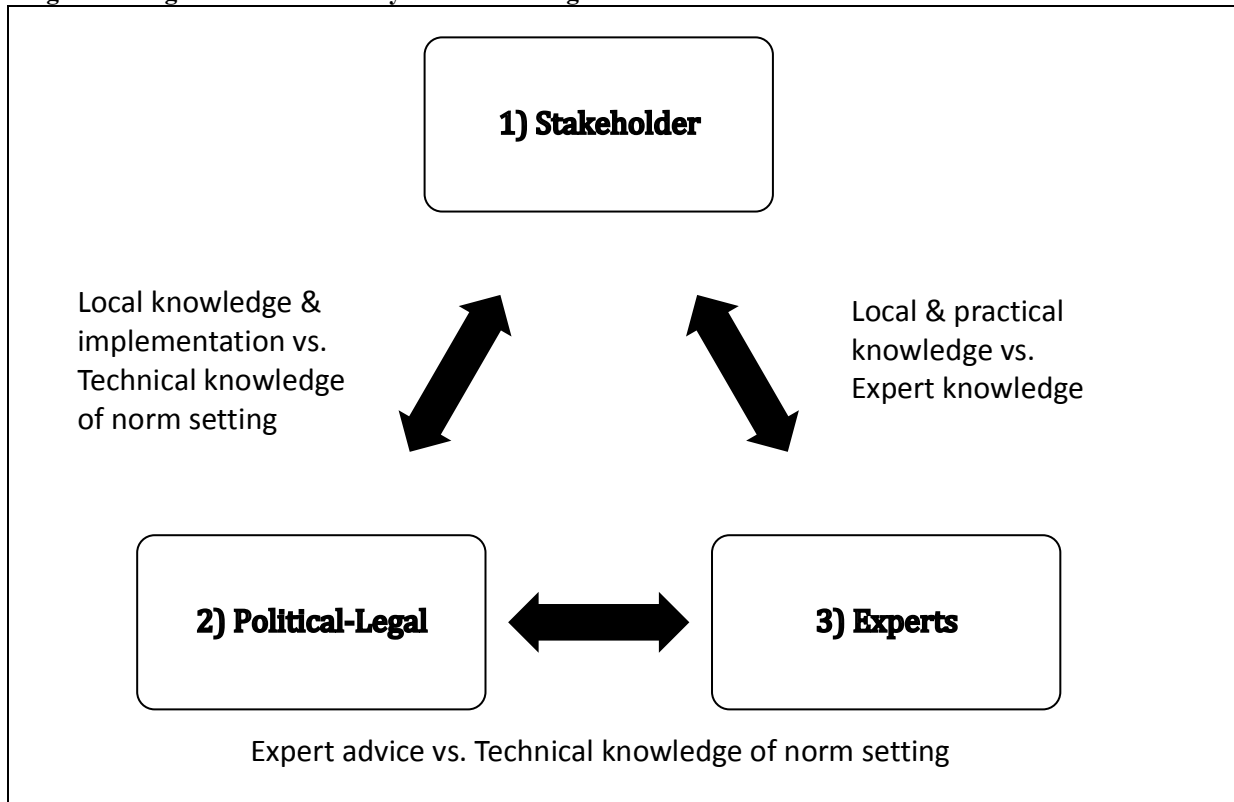 1) Stakeholder
Local knowledge &
implementation vs.
Technical knowledge
of norm setting
Local & practical
knowledge vs.
Expert knowledge
2) Political-Legal
3) Experts
Expert advice vs. Technical knowledge of norm setting